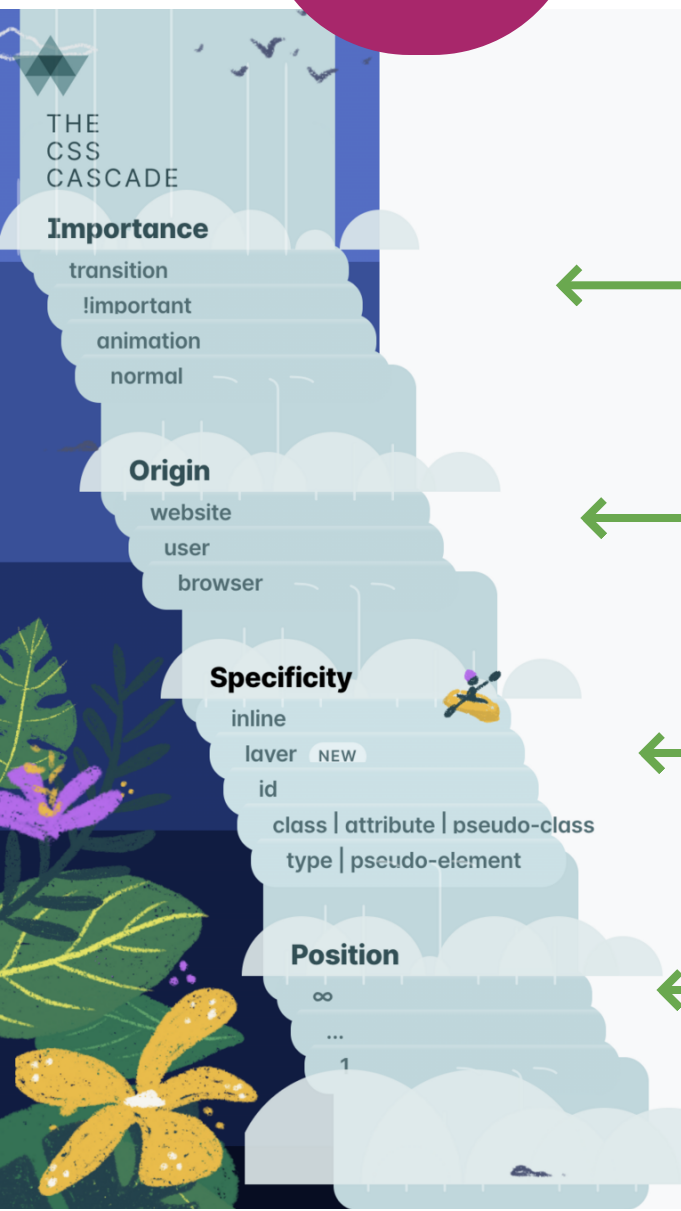 THE
CSS
CASCADE
Importance
transition
!important
animation
normal
Origin
website
user
browser
Specificity
inline
layer NEW
id
class | attribute | pseudo-class
type | pseudo-element
Position
∞
...
1